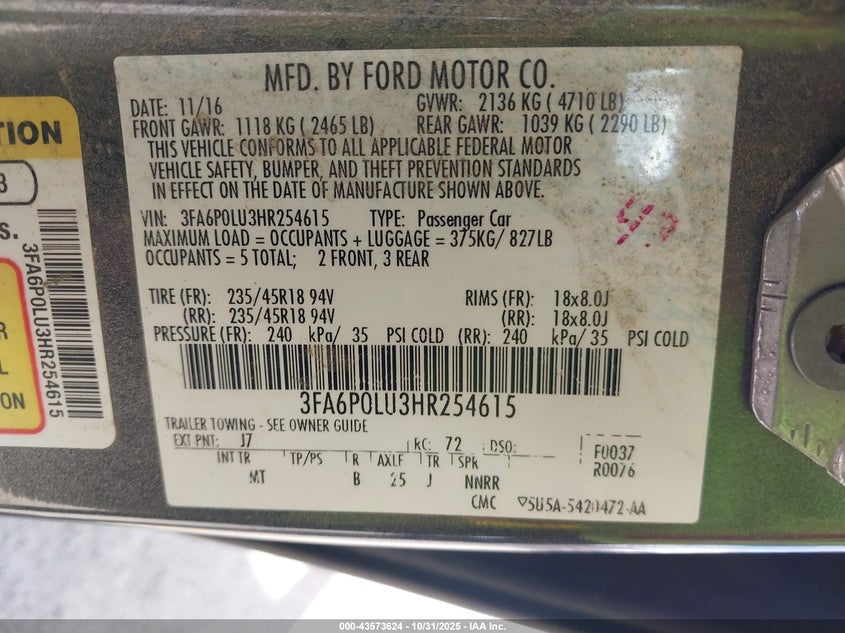 MFD. BY FORD MOTOR CO.
DATE: 11/16 GVWR: 2136 KG ( 4710 LB)
FRONT GAWR: 1118 KG ( 2465 LB) REAR GAWR: 1039 KG ( 2290 LB)
THIS VEHICLE CONFORMS TO ALL APPLICABLE FEDERAL MOTOR
VEHICLE SAFETY, BUMPER, AND THEFT PREVENTION STANDARDS
IN EFFECT ON THE DATE OF MANUFACTURE SHOWN ABOVE.
VIN: 3FA6P0LU3HR254615 TYPE: Passenger Car
MAXIMUM LOAD = OCCUPANTS + LUGGAGE = 375KG/ 827LB
OCCUPANTS = 5 TOTAL; 2 FRONT, 3 REAR
TIRE (FR): 235/45R18 94V RIMS (FR): 18x8.0J
(RR): 235/45R18 94V (RR): 18x8.0J
PRESSURE (FR): 240 kPa/ 35 PSI COLD (RR): 240 kPa/ 35 PSI COLD
3FA6P0LU3HR254615
TRAILER TOWING - SEE OWNER GUIDE
EXT PNT: J7 RC: 72 DSO: F0037
R0076
INT TR TP/PS R AXLE TR SPR
MT B 25 J NNRR
CMC 5U5A-5420472-AA
TION
3
S.
3FA6P0LU3HR254615
R
L
ON
000-43573624 - 10/31/2025 - IAA Inc.